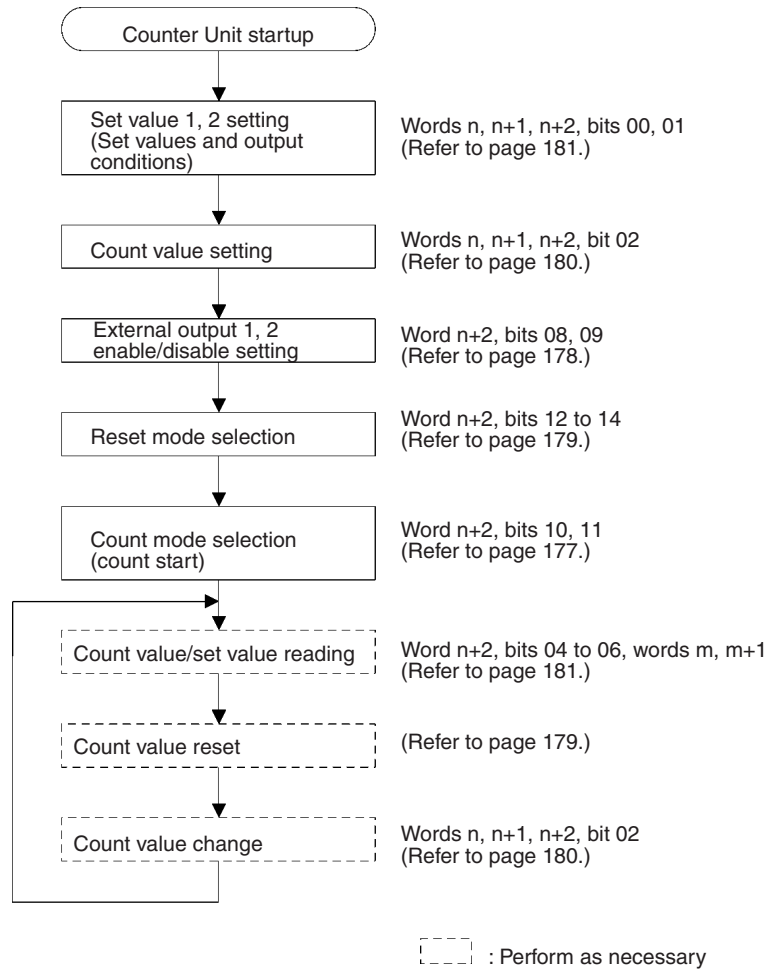 Counter Unit startup
Set value 1, 2 setting
(Set values and output
conditions)
Words n, n+1, n+2, bits 00, 01
(Refer to page 181.)
Count value setting
Words n, n+1, n+2, bit 02
(Refer to page 180.)
External output 1, 2
enable/disable setting
Word n+2, bits 08, 09
(Refer to page 178.)
Reset mode selection
Word n+2, bits 12 to 14
(Refer to page 179.)
Count mode selection
(count start)
Word n+2, bits 10, 11
(Refer to page 177.)
Count value/set value reading
Word n+2, bits 04 to 06, words m, m+1
(Refer to page 181.)
Count value reset
(Refer to page 179.)
Count value change
Words n, n+1, n+2, bit 02
(Refer to page 180.)
: Perform as necessary